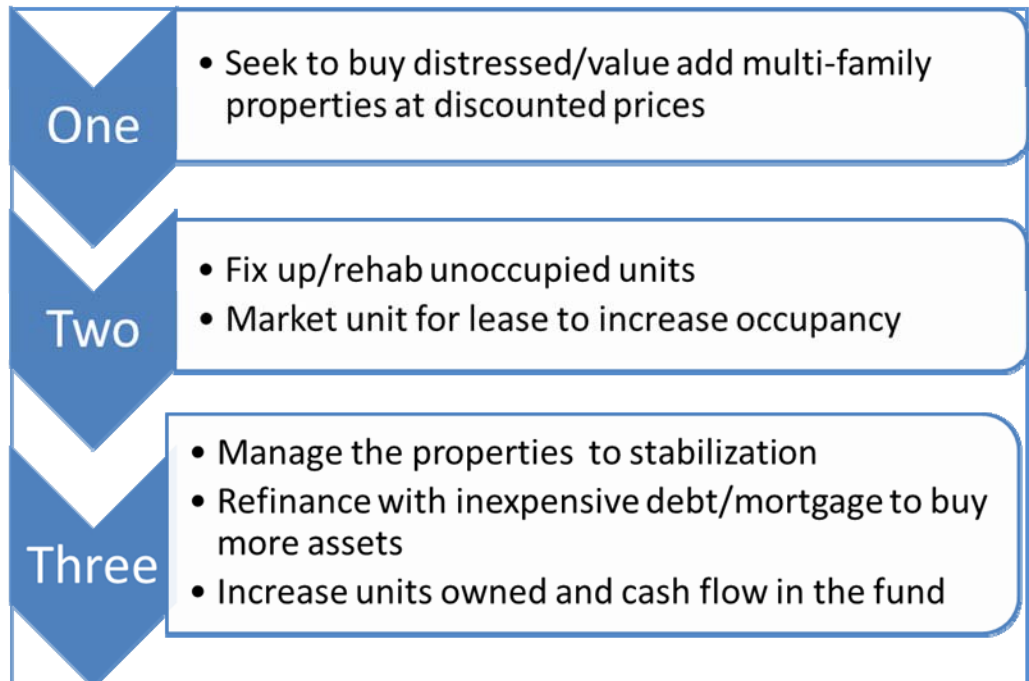 One
• Seek to buy distressed/value add multi-family
properties at discounted prices
Two
• Fix up/rehab unoccupied units
• Market unit for lease to increase occupancy
Three
• Manage the properties  to stabilization
• Refinance with inexpensive debt/mortgage to buy
more assets
• Increase units owned and cash flow in the fund